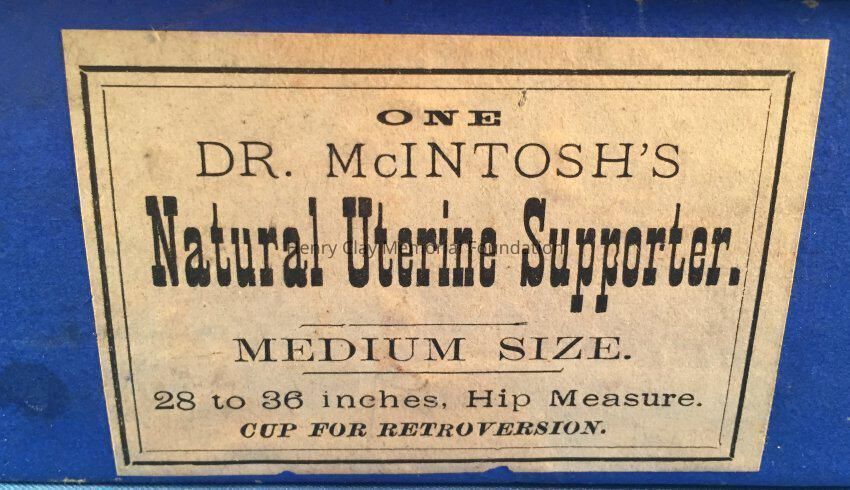 ONE
DR. McINTOSH'S
Natural Uterine Supporter.
Henry Clay Memorial Foundation
MEDIUM SIZE.
28 to 36 inches, Hip Measure.
CUP FOR RETROVERSION.